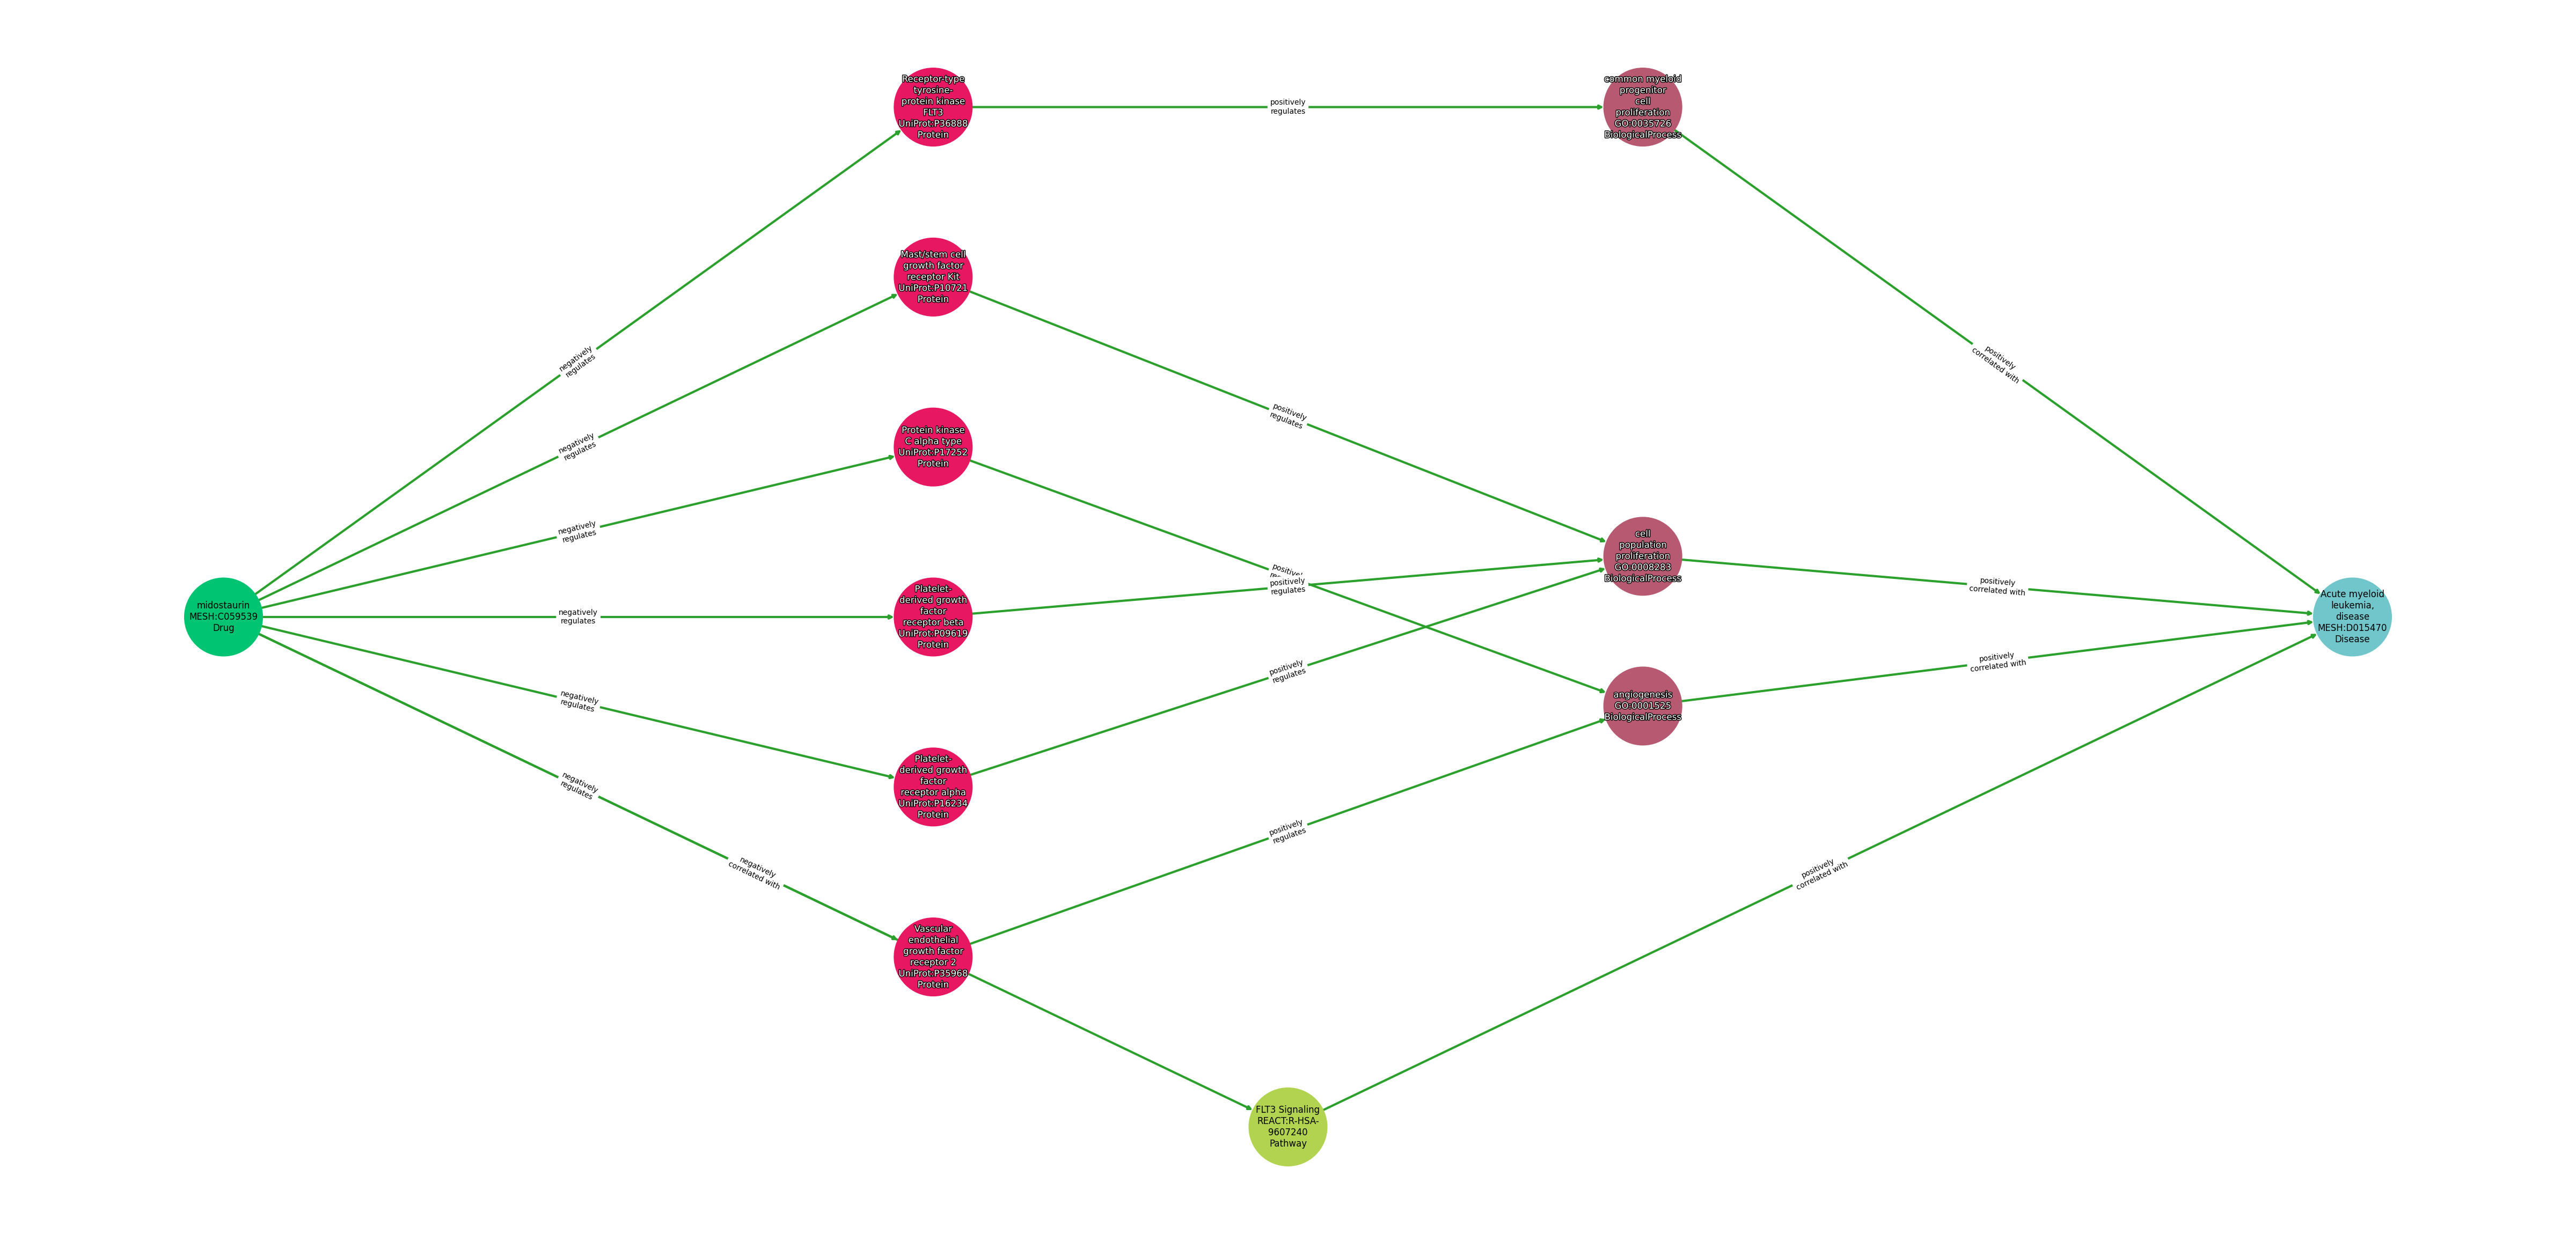 Receptor-type
tyrosine-
protein kinase
FLT3
UniProt:P36888
Protein
positively
regulates
common myeloid
progenitor
cell
proliferation
GO:0035726
BiologicalProcess
Mast/stem cell
growth factor
receptor Kit
UniProt:P10721
Protein
negatively
regulates
positively
correlated with
negatively
regulates
positively
regulates
Protein kinase
C alpha type
UniProt:P17252
Protein
negatively
regulates
positively
positively
regulates
cell
population
proliferation
GO:0008283
BiologicalProcess
midostaurin
MESH:C059539
Drug
negatively
regulates
Platelet-
derived growth
factor
receptor beta
UniProt:P09619
Protein
positively
correlated with
Acute myeloid
leukemia,
disease
MESH:D015470
Disease
negatively
regulates
positively
regulates
angiogenesis
GO:0001525
BiologicalProcess
positively
correlated with
negatively
regulates
Platelet-
derived growth
factor
receptor alpha
UniProt:P16234
Protein
positively
regulates
negatively
correlated with
positively
correlated with
Vascular
endothelial
growth factor
receptor 2
UniProt:P35968
Protein
FLT3 Signaling
REACT:R-HSA-
9607240
Pathway